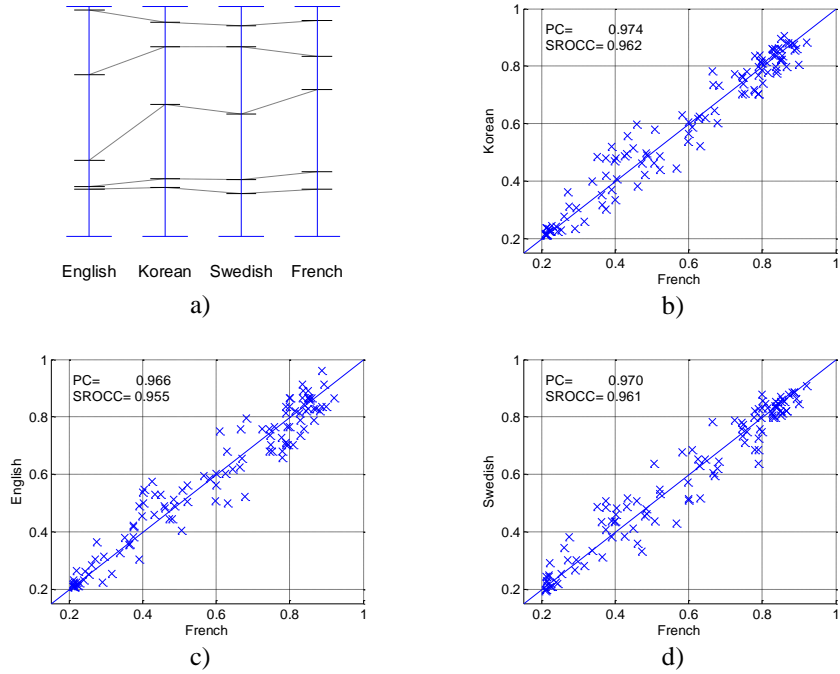 English Korean Swedish French
a)
PC= 0.974
SROCC= 0.962
1
0.8
0.6
0.4
0.2
Korean
0.2 0.4 0.6 0.8 1
French
b)
PC= 0.966
SROCC= 0.955
1
0.8
0.6
0.4
0.2
English
0.2 0.4 0.6 0.8 1
French
c)
PC= 0.970
SROCC= 0.961
1
0.8
0.6
0.4
0.2
Swedish
0.2 0.4 0.6 0.8 1
French
d)